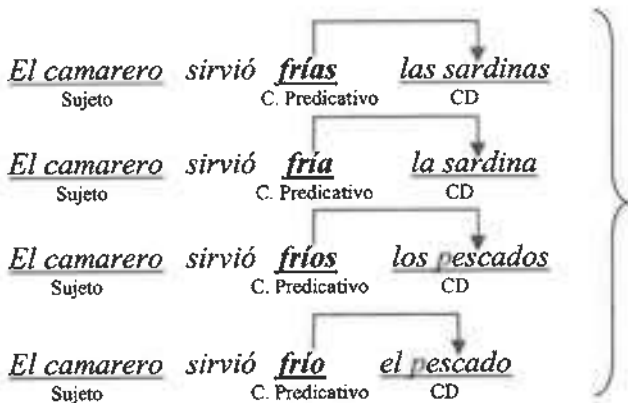 El camarero sirvió frías las sardinas
Sujeto C. Predicativo CD
El camarero sirvió fría la sardina
Sujeto C. Predicativo CD
El camarero sirvió fríos los pescados
Sujeto C. Predicativo CD
El camarero sirvió frío el pescado
Sujeto C. Predicativo CD